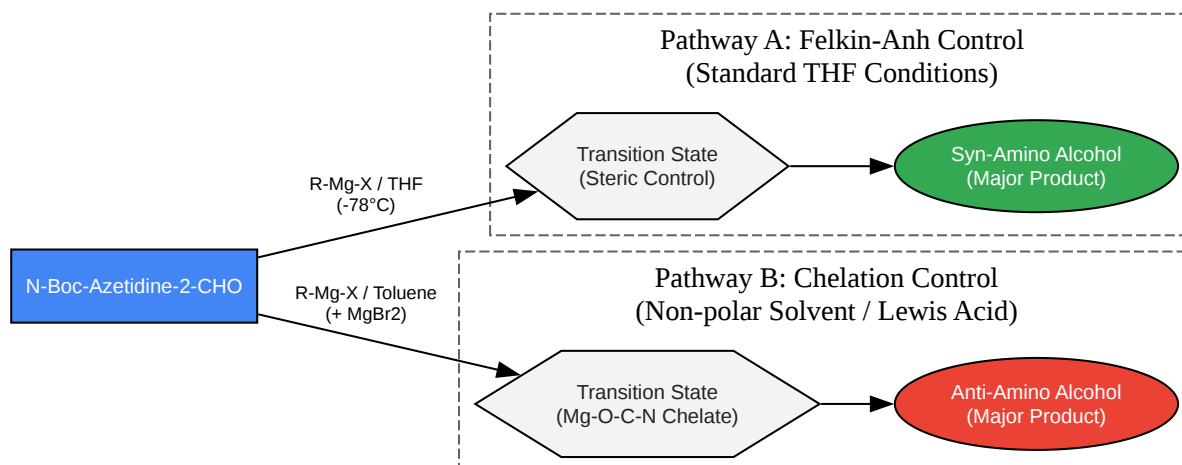 Pathway A: Felkin-Anh Control
(Standard THF Conditions)
Transition State
(Steric Control)
Syn-Amino Alcohol
(Major Product)
R-Mg-X / THF
(-78°C)
N-Boc-Azetidine-2-CHO
R-Mg-X / Toluene
(+ MgBr2)
Pathway B: Chelation Control
(Non-polar Solvent / Lewis Acid)
Transition State
(Mg-O-C-N Chelate)
Anti-Amino Alcohol
(Major Product)